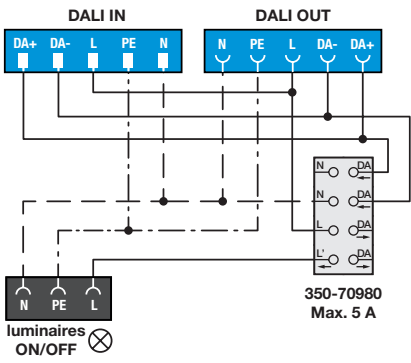 DALI IN DALI OUT
DA+ DA- L PE N N PE L DA- DA+
N DA
N DA
L DA
L' DA
N PE L
350-70980
Max. 5 A
luminaires
ON/OFF